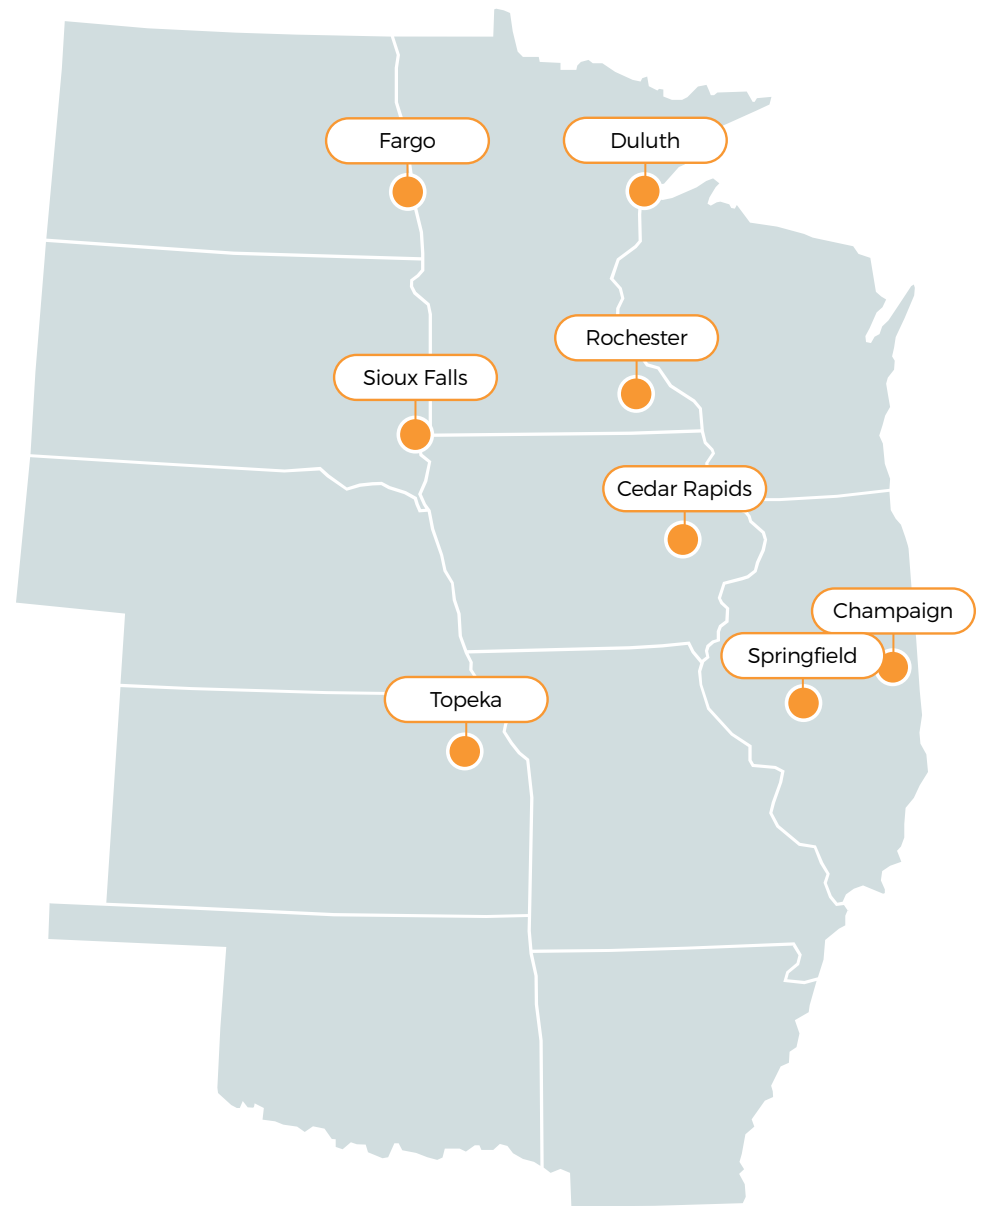 Fargo
Duluth
Rochester
Sioux Falls
Cedar Rapids
Champaign
Springfield
Topeka